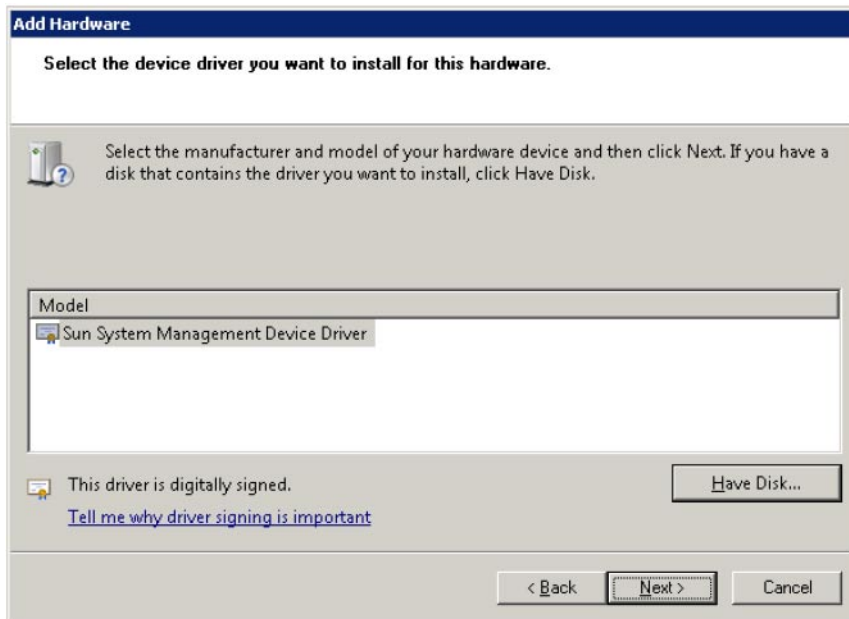 Add Hardware
Select the device driver you want to install for this hardware.
Select the manufacturer and model of your hardware device and then click Next. If you have a
disk that contains the driver you want to install, click Have Disk.
Model
Sun System Management Device Driver
This driver is digitally signed.
Have Disk...
Tell me why driver signing is important
< Back
Next >
Cancel